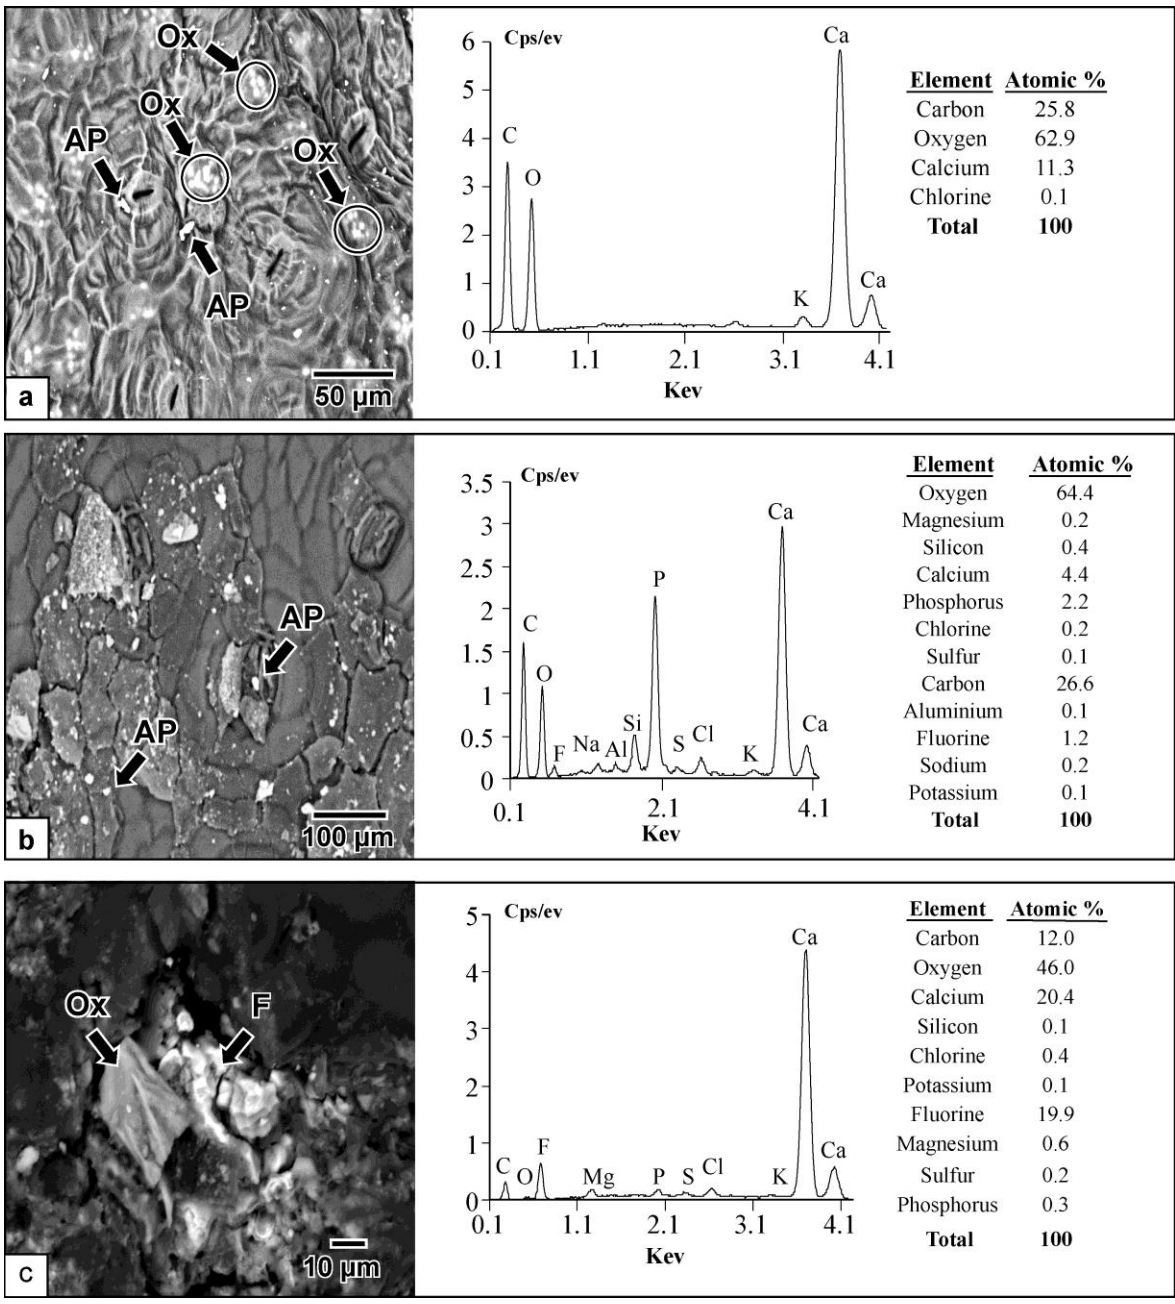 Ox
Ox
AP
Ox
AP
50 µm
a
Cps/ev
6
5
4
3
2
1
0
C
O
K
Ca
Ca
0.1 1.1 2.1 3.1 4.1
Kev
Element Atomic %
Carbon 25.8
Oxygen 62.9
Calcium 11.3
Chlorine 0.1
Total 100
AP
AP
100 µm
b
Cps/ev
3.5
3
2.5
2
1.5
1
0.5
0
C
O
F
Na
Al
Si
P
S
Cl
K
Ca
Ca
0.1 2.1 4.1
Kev
Element Atomic %
Oxygen 64.4
Magnesium 0.2
Silicon 0.4
Calcium 4.4
Phosphorus 2.2
Chlorine 0.2
Sulfur 0.1
Carbon 26.6
Aluminium 0.1
Fluorine 1.2
Sodium 0.2
Potassium 0.1
Total 100
Ox
F
10 µm
c
Cps/ev
5
4
3
2
1
0
C
O
F
Mg
P
S
Cl
K
Ca
Ca
0.1 1.1 2.1 3.1 4.1
Kev
Element Atomic %
Carbon 12.0
Oxygen 46.0
Calcium 20.4
Silicon 0.1
Chlorine 0.4
Potassium 0.1
Fluorine 19.9
Magnesium 0.6
Sulfur 0.2
Phosphorus 0.3
Total 100